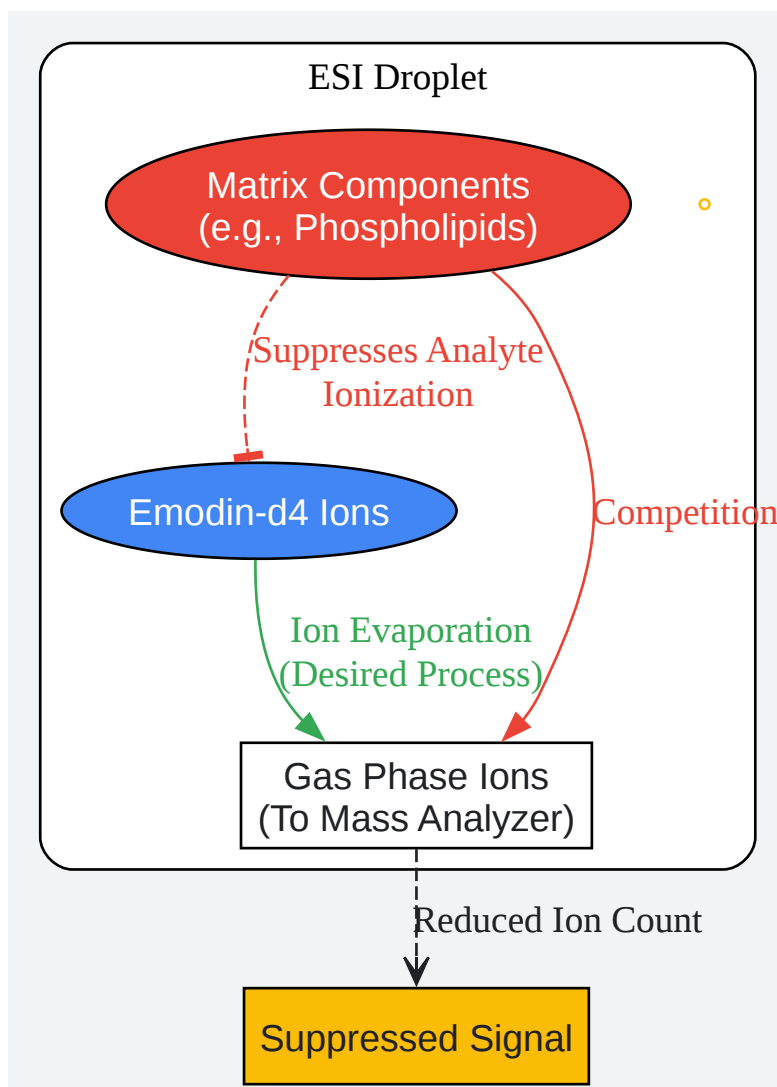 ESI Droplet
Matrix Components
(e.g., Phospholipids)
Suppresses Analyte
Ionization
Emodin-d4 Ions
Competition
Ion Evaporation
(Desired Process)
Gas Phase Ions
(To Mass Analyzer)
Reduced Ion Count
Suppressed Signal